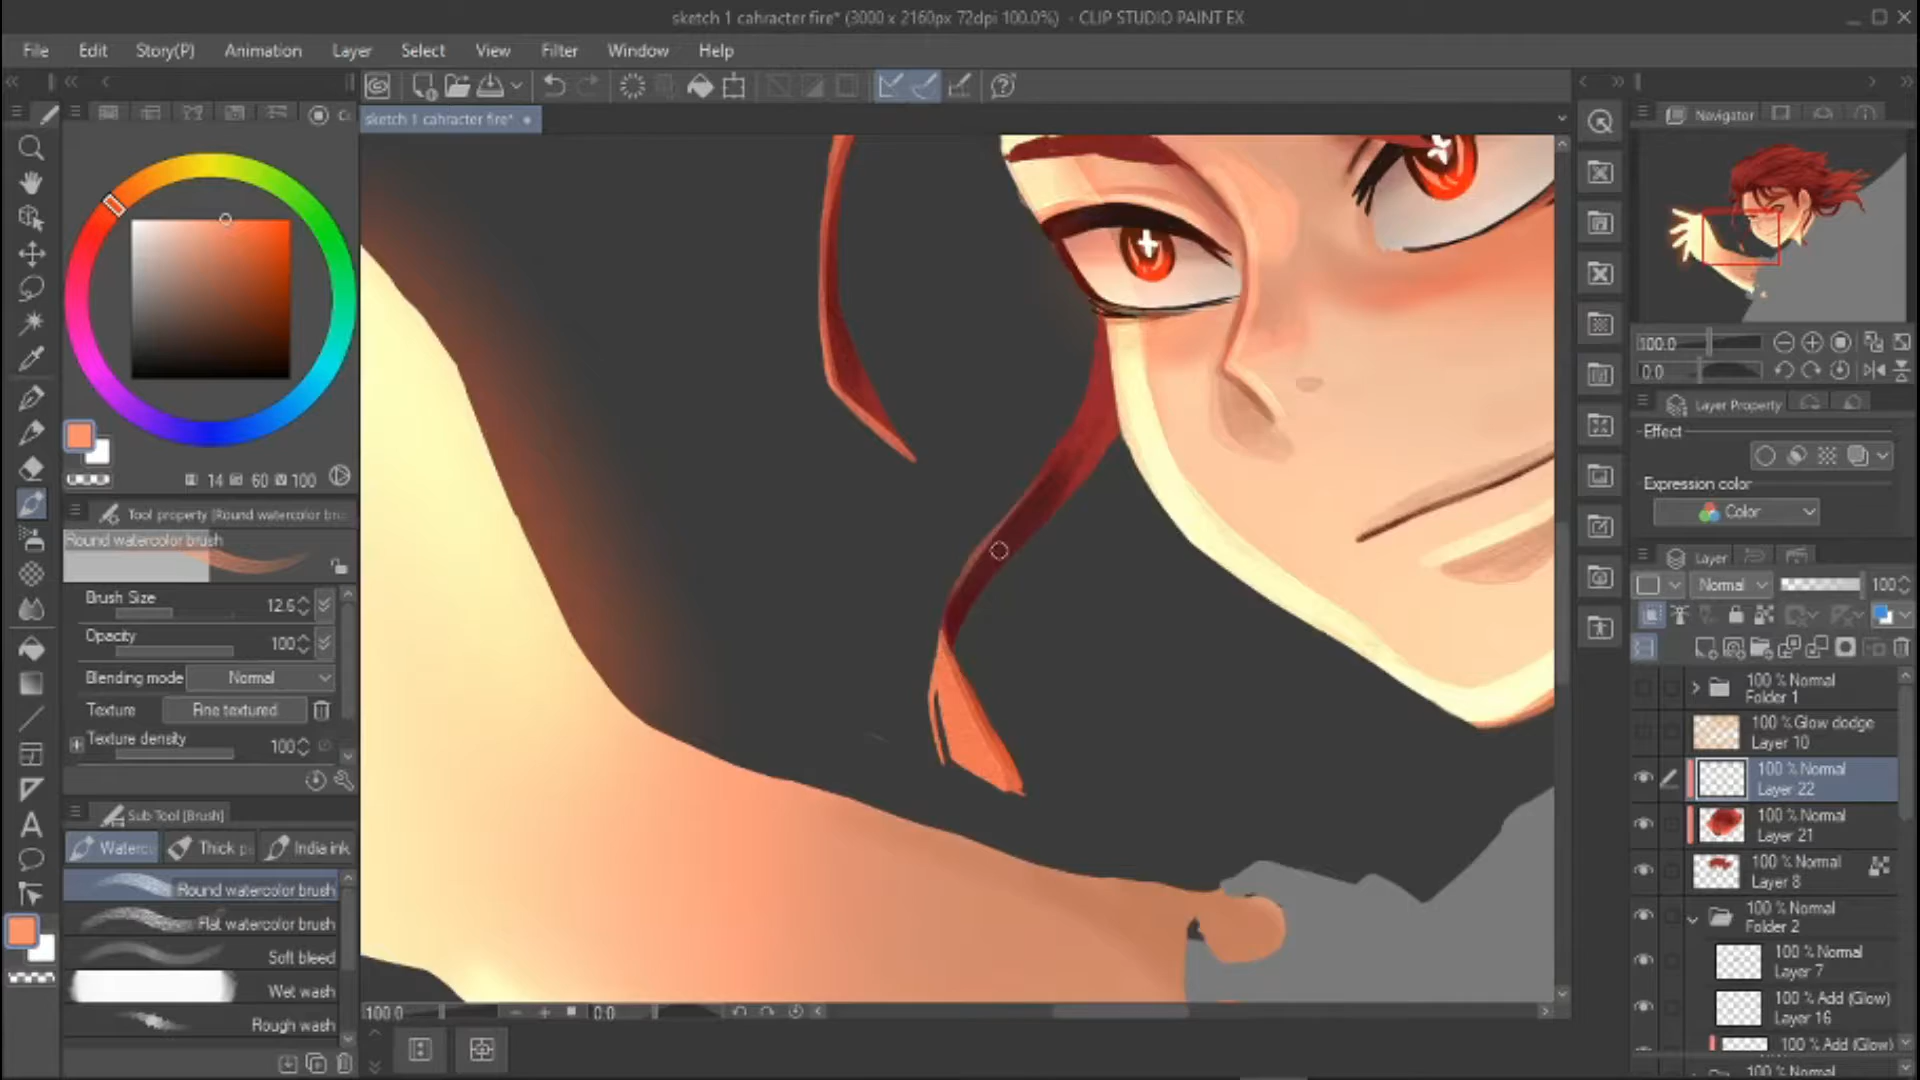 sketch 1 cahracter fire* (3000 x 2160px 72dpi 100.0%)  - CLIP STUDIO PAINT EX
File Edit Story(P) Animation Layer Select View Filter Window Help
sketch 1 cahracter fire*
Navigator
100.0
0.0
Layer Property
Effect
Expression color
Color
14 60 100
Tool property [Round watercolor bru
Round watercolor brush
Brush Size 12.6
Opacity 100
Blending mode Normal
Texture Fine textured
Texture density 100
Sub Tool [Brush]
Waterc Thick p India ink
Round watercolor brush
Flat watercolor brush
Soft bleed
Wet wash
Rough wash
100.0 0.0
Layer
Normal 100
100 % Normal
Folder 1
100 % Glow dodge
Layer 10
100 % Normal
Layer 22
100 % Normal
Layer 21
100 % Normal
Layer 8
100 % Normal
Folder 2
100 % Normal
Layer 7
100 % Add (Glow)
Layer 16
100 % Add (Glow)
100 % Normal